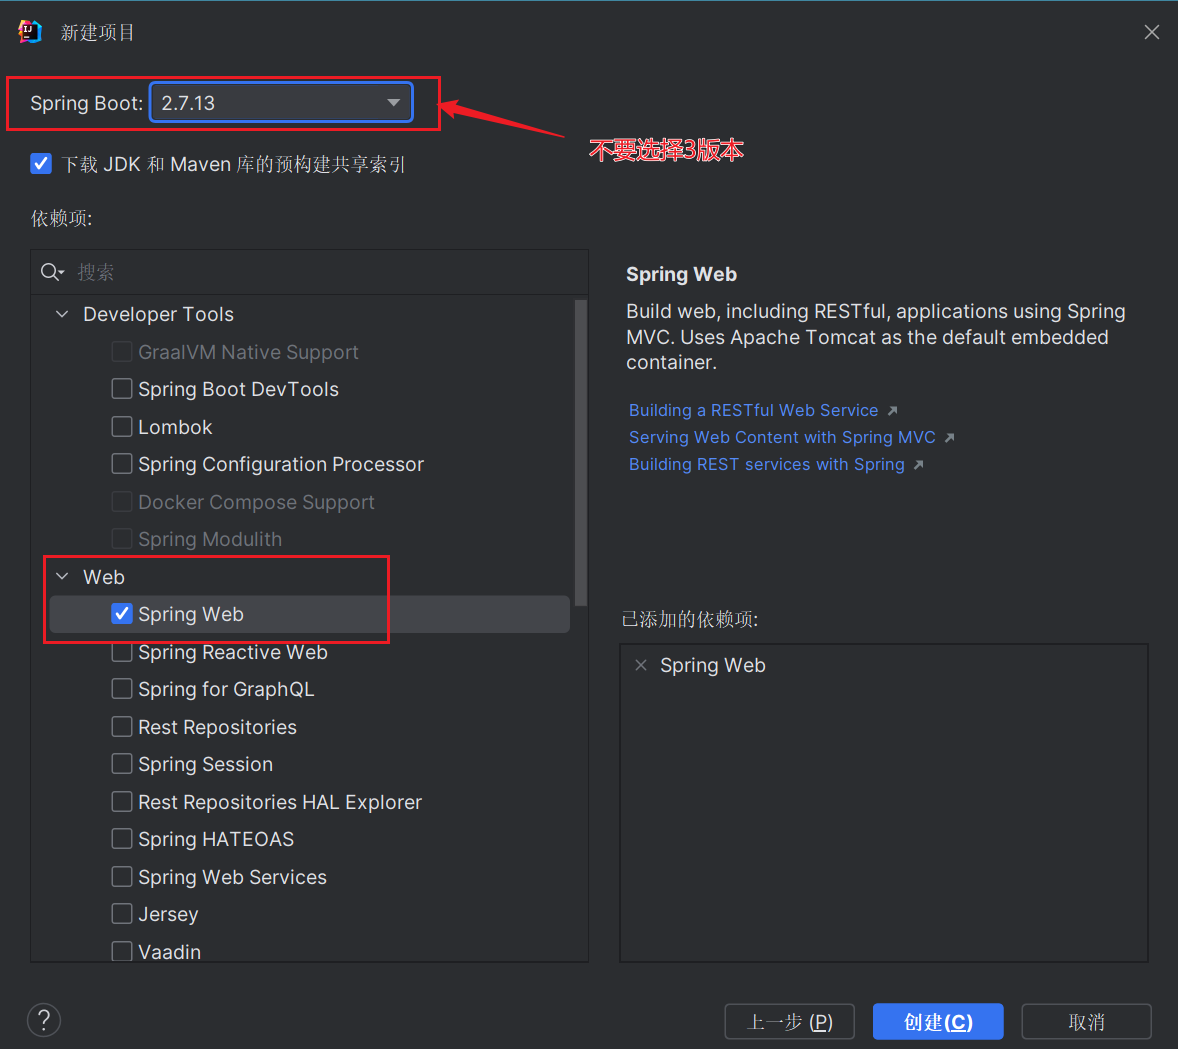 新建项目
Spring Boot: 2.7.13
不要选择3版本
下载 JDK 和 Maven 库的预构建共享索引
依赖项:
搜索
Developer Tools
GraalVM Native Support
Spring Boot DevTools
Lombok
Spring Configuration Processor
Docker Compose Support
Spring Modulith
Web
Spring Web
Spring Reactive Web
Spring for GraphQL
Rest Repositories
Spring Session
Rest Repositories HAL Explorer
Spring HATEOAS
Spring Web Services
Jersey
Vaadin
Spring Web
Build web, including RESTful, applications using Spring
MVC. Uses Apache Tomcat as the default embedded
container.
Building a RESTful Web Service
Serving Web Content with Spring MVC
Building REST services with Spring
已添加的依赖项:
Spring Web
?
上一步 (P)
创建(C)
取消